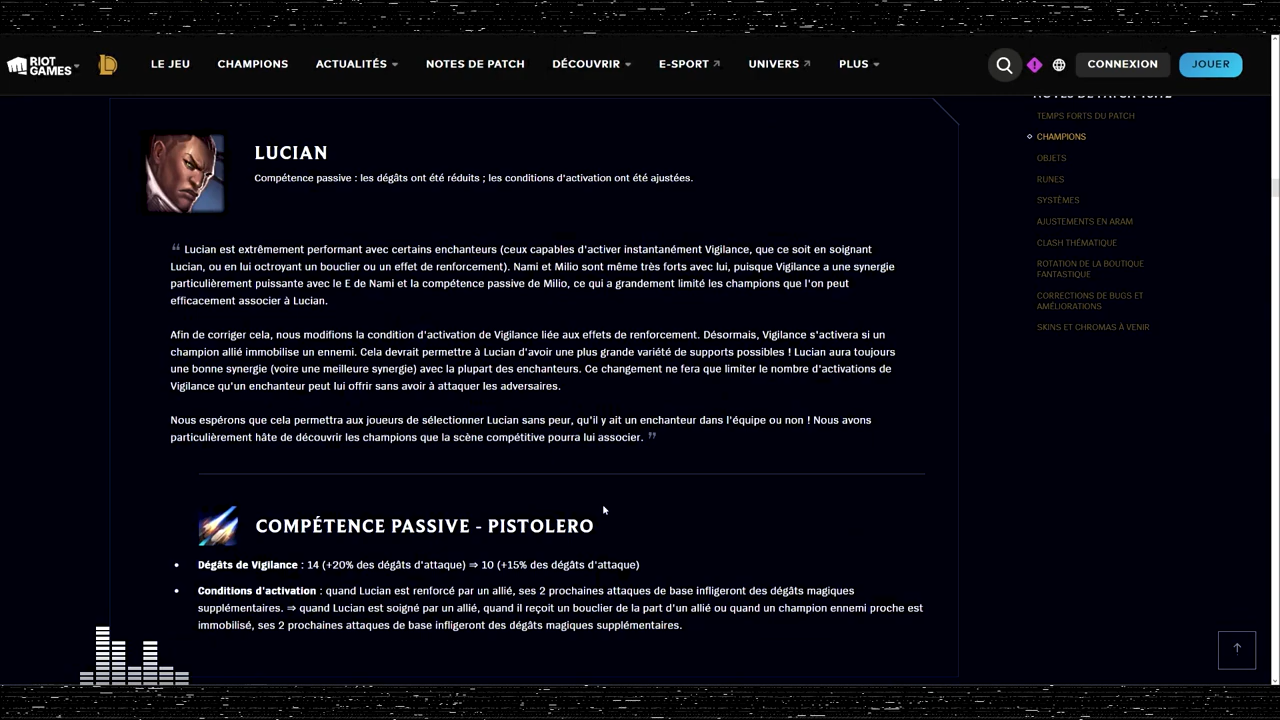 RIOT GAMES
LE JEU
CHAMPIONS
ACTUALITÉS
NOTES DE PATCH
DÉCOUVRIR
E-SPORT
UNIVERS
PLUS
CONNEXION
JOUER
TEMPS FORTS DU PATCH
CHAMPIONS
OBJETS
RUNES
SYSTÈMES
AJUSTEMENTS EN ARAM
CLASH THÉMATIQUE
ROTATION DE LA BOUTIQUE
FANTASTIQUE
CORRECTIONS DE BUGS ET
AMÉLIORATIONS
SKINS ET CHROMAS À VENIR
LUCIAN
Compétence passive : les dégâts ont été réduits ; les conditions d'activation ont été ajustées.
“ Lucian est extrêmement performant avec certains enchanteurs (ceux capables d'activer instantanément Vigilance, que ce soit en soignant
Lucian, ou en lui octroyant un bouclier ou un effet de renforcement). Nami et Milio sont même très forts avec lui, puisque Vigilance a une synergie
particulièrement puissante avec le E de Nami et la compétence passive de Milio, ce qui a grandement limité les champions que l'on peut
efficacement associer à Lucian.
Afin de corriger cela, nous modifions la condition d'activation de Vigilance liée aux effets de renforcement. Désormais, Vigilance s'activera si un
champion allié immobilise un ennemi. Cela devrait permettre à Lucian d'avoir une plus grande variété de supports possibles ! Lucian aura toujours
une bonne synergie (voire une meilleure synergie) avec la plupart des enchanteurs. Ce changement ne fera que limiter le nombre d'activations de
Vigilance qu'un enchanteur peut lui offrir sans avoir à attaquer les adversaires.
Nous espérons que cela permettra aux joueurs de sélectionner Lucian sans peur, qu'il y ait un enchanteur dans l'équipe ou non ! Nous avons
particulièrement hâte de découvrir les champions que la scène compétitive pourra lui associer. ”
COMPÉTENCE PASSIVE - PISTOLERO
• Dégâts de Vigilance : 14 (+20% des dégâts d'attaque) ⇒ 10 (+15% des dégâts d'attaque)
• Conditions d'activation : quand Lucian est renforcé par un allié, ses 2 prochaines attaques de base infligeront des dégâts magiques
supplémentaires. ⇒ quand Lucian est soigné par un allié, quand il reçoit un bouclier de la part d'un allié ou quand un champion ennemi proche est
immobilisé, ses 2 prochaines attaques de base infligeront des dégâts magiques supplémentaires.